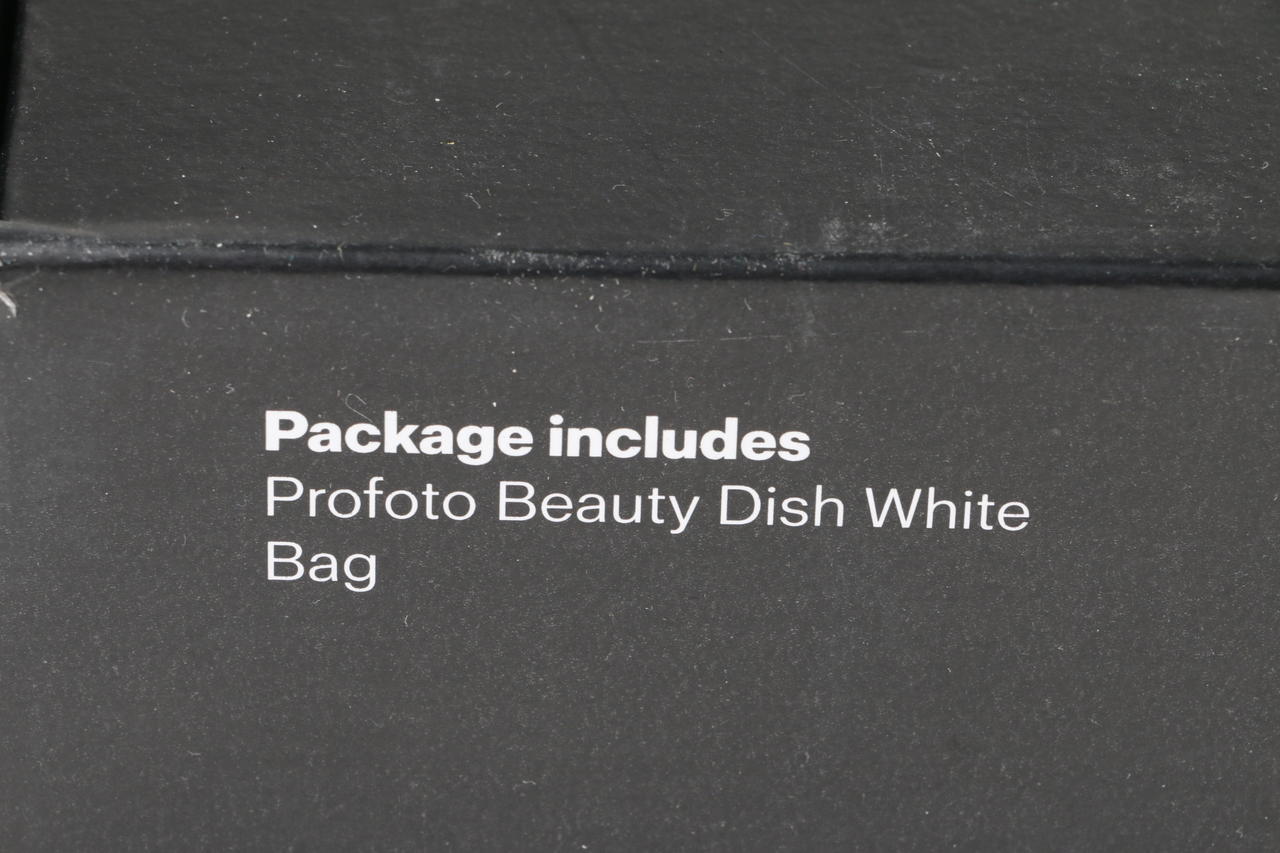 Package includes
Profoto Beauty Dish White
Bag